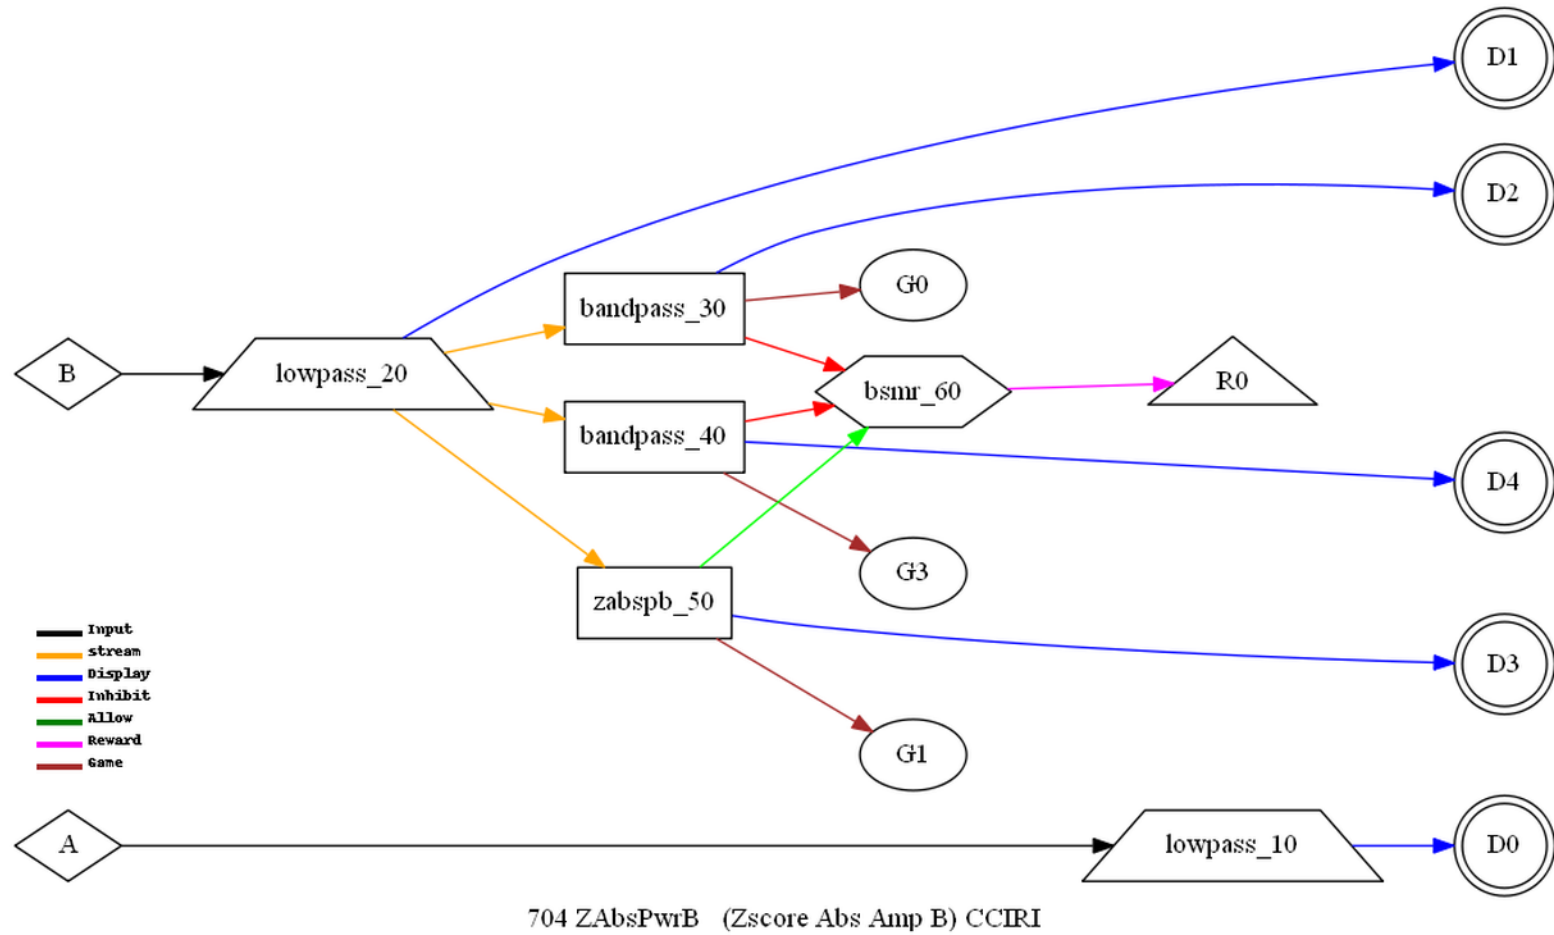 D1
D2
G0
bandpass_30
B
lowpass_20
bsmr_60
R0
bandpass_40
D4
G3
zabspb_50
Input
stream
Display
Inhibit
Allow
Reward
Game
D3
G1
A
lowpass_10
D0
704 ZAbsPwrB (Zscore Abs Amp B) CCIRI